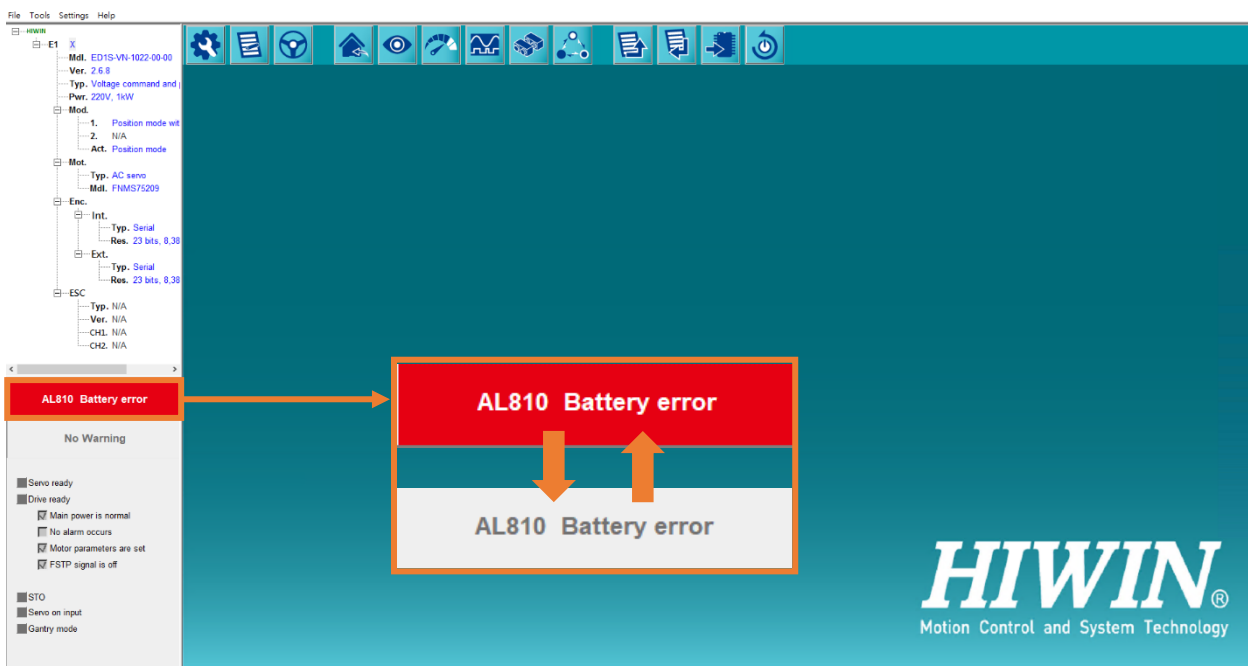 File Tools Settings Help
HIWIN
E1 X
Mdl. ED1S-VN-1022-00-00
Ver. 2.6.8
Typ. Voltage command and
Pwr. 220V, 1kW
Mod.
1. Position mode wit
2. N/A
Act. Position mode
Mot.
Typ. AC servo
Mdl. FNMS75209
Enc.
Int.
Typ. Serial
Res. 23 bits, 8,38
Ext.
Typ. Serial
Res. 23 bits, 8,38
ESC
Typ. N/A
Ver. N/A
CH1. N/A
CH2. N/A
AL810 Battery error
No Warning
Servo ready
Drive ready
Main power is normal
No alarm occurs
Motor parameters are set
FSTP signal is off
STO
Servo on input
Gantry mode
AL810 Battery error
AL810 Battery error
HIWIN®
Motion Control and System Technology